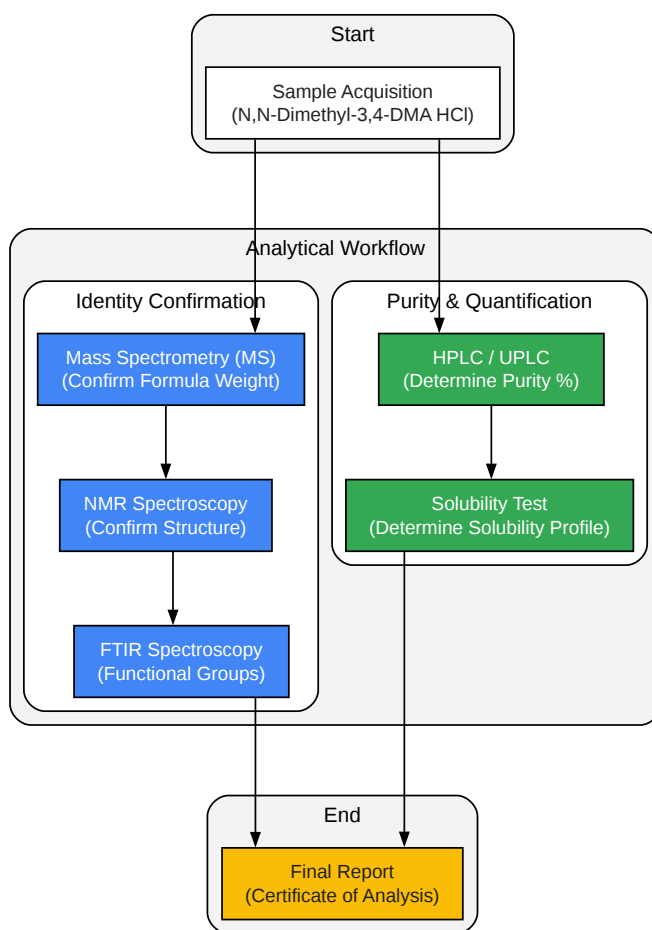 Start
Sample Acquisition
(N,N-Dimethyl-3,4-DMA HCl)
Analytical Workflow
Identity Confirmation
Mass Spectrometry (MS)
(Confirm Formula Weight)
NMR Spectroscopy
(Confirm Structure)
FTIR Spectroscopy
(Functional Groups)
Purity & Quantification
HPLC / UPLC
(Determine Purity %)
Solubility Test
(Determine Solubility Profile)
End
Final Report
(Certificate of Analysis)